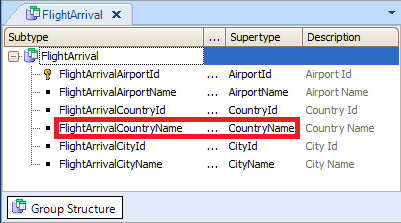 FlightArrival
Subtype ... Supertype Description
FlightArrival
FlightArrivalAirportId ... AirportId Airport Id
FlightArrivalAirportName ... AirportName Airport Name
FlightArrivalCountryId ... CountryId Country Id
FlightArrivalCountryName ... CountryName Country Name
FlightArrivalCityId ... CityId City Id
FlightArrivalCityName ... CityName City Name
Group Structure